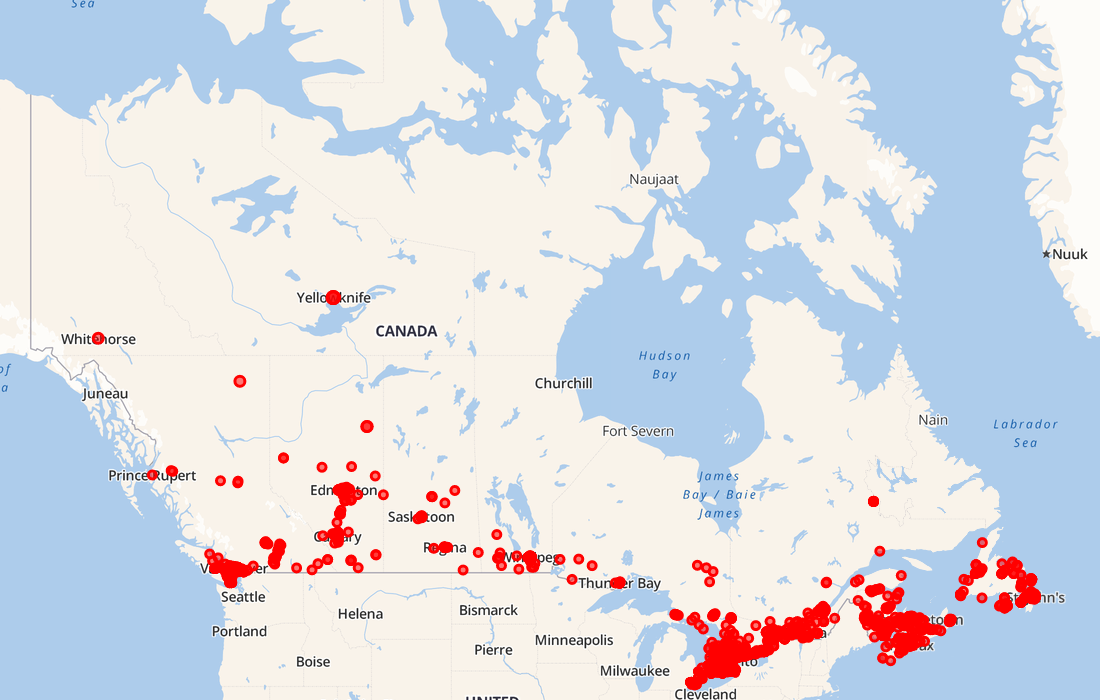 Sea
Naujaat
Nuuk
Yellowknife
CANADA
Whitehorse
Hudson
Bay
Churchill
Juneau
Nain
Labrador
Sea
Fort Severn
Prince Rupert
James
Bay / Baie
James
Edmonton
Saskatoon
Calgary
Regina
Winnipeg
Thunder Bay
Seattle
Helena
Bismarck
Portland
Minneapolis
Pierre
Boise
Milwaukee
Cleveland
UNITED